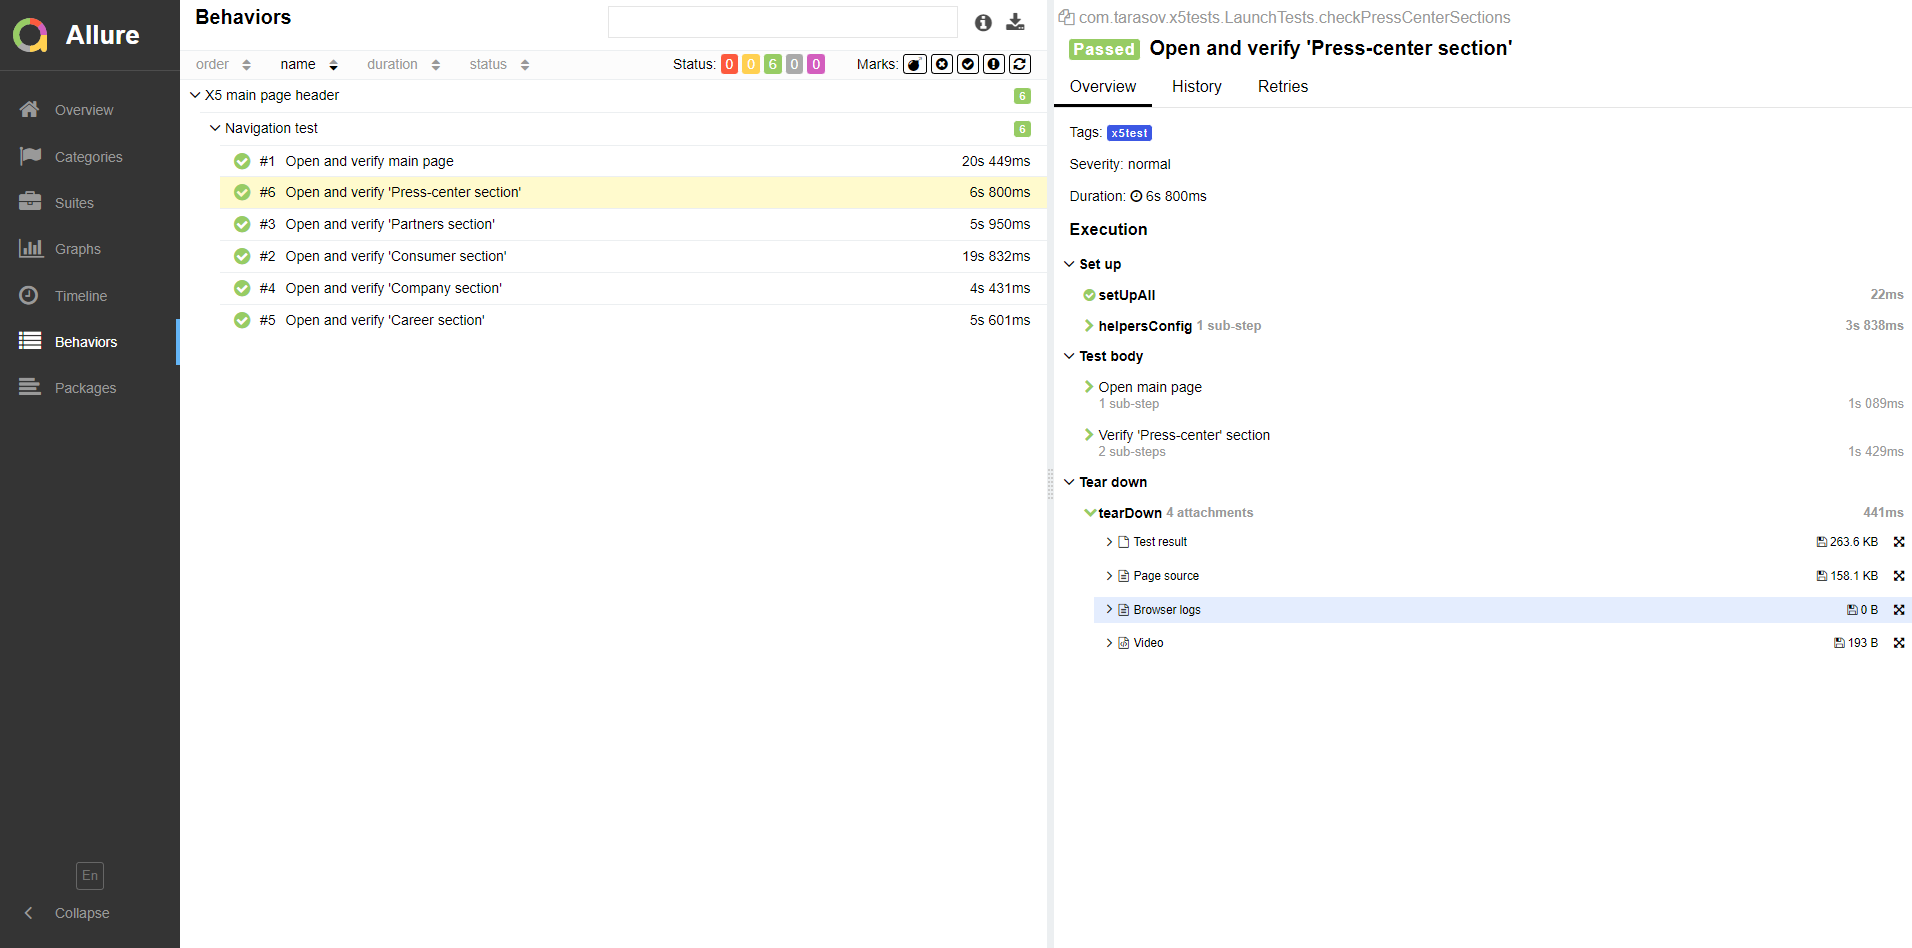 Allure
Overview
Categories
Suites
Graphs
Timeline
Behaviors
Packages
En
Collapse
Behaviors
order name duration status Status: 0 0 6 0 0 Marks:
X5 main page header 6
Navigation test 6
#1 Open and verify main page 20s 449ms
#6 Open and verify 'Press-center section' 6s 800ms
#3 Open and verify 'Partners section' 5s 950ms
#2 Open and verify 'Consumer section' 19s 832ms
#4 Open and verify 'Company section' 4s 431ms
#5 Open and verify 'Career section' 5s 601ms
com.tarasov.x5tests.LaunchTests.checkPressCenterSections
Passed Open and verify 'Press-center section'
Overview History Retries
Tags: x5test
Severity: normal
Duration: 6s 800ms
Execution
Set up
setUpAll 22ms
helpersConfig 1 sub-step 3s 838ms
Test body
Open main page
1 sub-step 1s 089ms
Verify 'Press-center' section
2 sub-steps 1s 429ms
Tear down
tearDown 4 attachments 441ms
Test result 263.6 KB
Page source 158.1 KB
Browser logs 0 B
Video 193 B